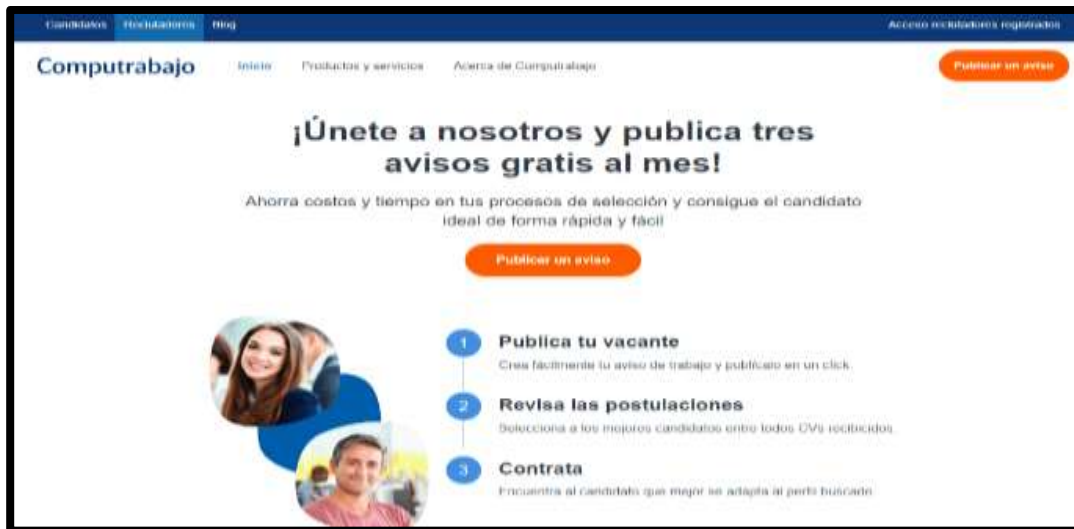 Candidatos Reclutadores Blog Acceso reclutadores registrados
Computrabajo Inicio Productos y servicios Acerca de Computrabajo Publicar un aviso
¡Únete a nosotros y publica tres
avisos gratis al mes!
Ahorra costos y tiempo en tus procesos de selección y consigue el candidato
ideal de forma rápida y fácil
Publicar un aviso
1 Publica tu vacante
Crea fácilmente tu aviso de trabajo y publícalo en un click.
2 Revisa las postulaciones
Selecciona a los mejores candidatos entre todos CVs recibidos.
3 Contrata
Encuentra al candidato que mejor se adapta al perfil buscado.